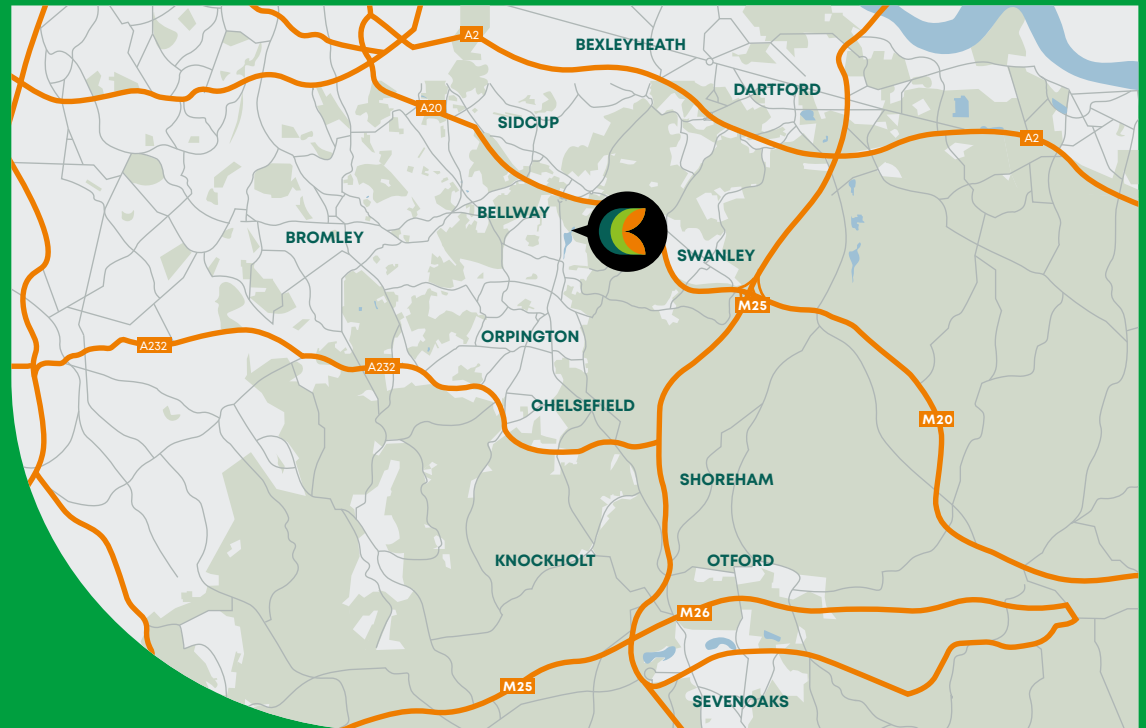 A2
BEXLEYHEATH
DARTFORD
A20
SIDCUP
A2
BELLWAY
BROMLEY
SWANLEY
M25
ORPINGTON
A232
A232
CHELSEFIELD
M20
SHOREHAM
KNOCKHOLT
OTFORD
M26
M25
SEVENOAKS